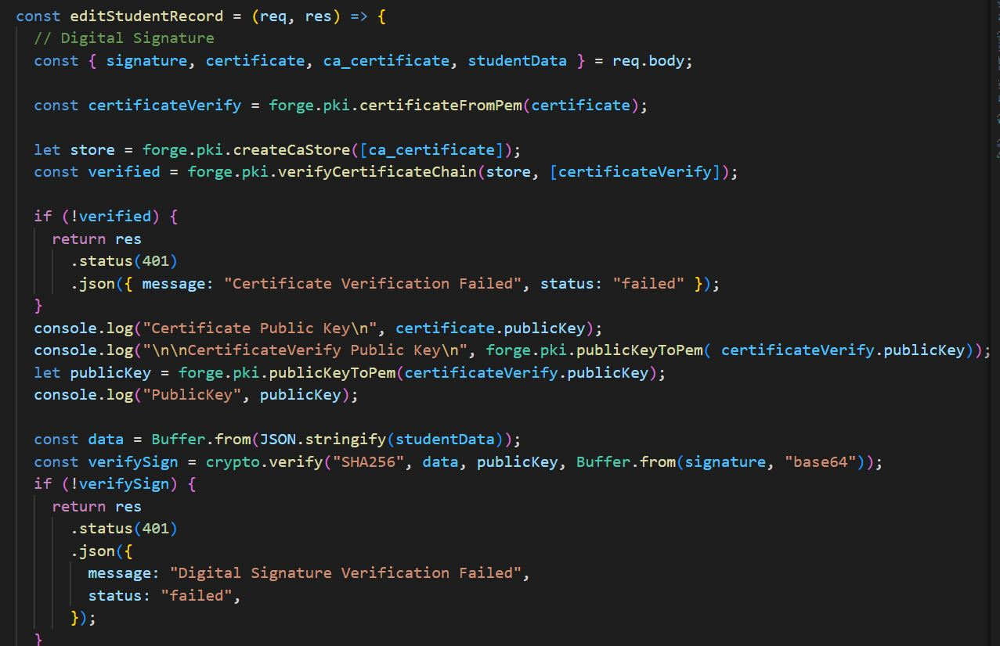 const editStudentRecord = (req, res) => {
// Digital Signature
const { signature, certificate, ca_certificate, studentData } = req.body;
const certificateVerify = forge.pki.certificateFromPem(certificate);
let store = forge.pki.createCaStore([ca_certificate]);
const verified = forge.pki.verifyCertificateChain(store, [certificateVerify]);
if (!verified) {
return res
.status(401)
.json({ message: "Certificate Verification Failed", status: "failed" });
}
console.log("Certificate Public Key\n", certificate.publicKey);
console.log("\n\nCertificateVerify Public Key\n", forge.pki.publicKeyToPem( certificateVerify.publicKey));
let publicKey = forge.pki.publicKeyToPem(certificateVerify.publicKey);
console.log("PublicKey", publicKey);
const data = Buffer.from(JSON.stringify(studentData));
const verifySign = crypto.verify("SHA256", data, publicKey, Buffer.from(signature, "base64"));
if (!verifySign) {
return res
.status(401)
.json({
message: "Digital Signature Verification Failed",
status: "failed",
});
}